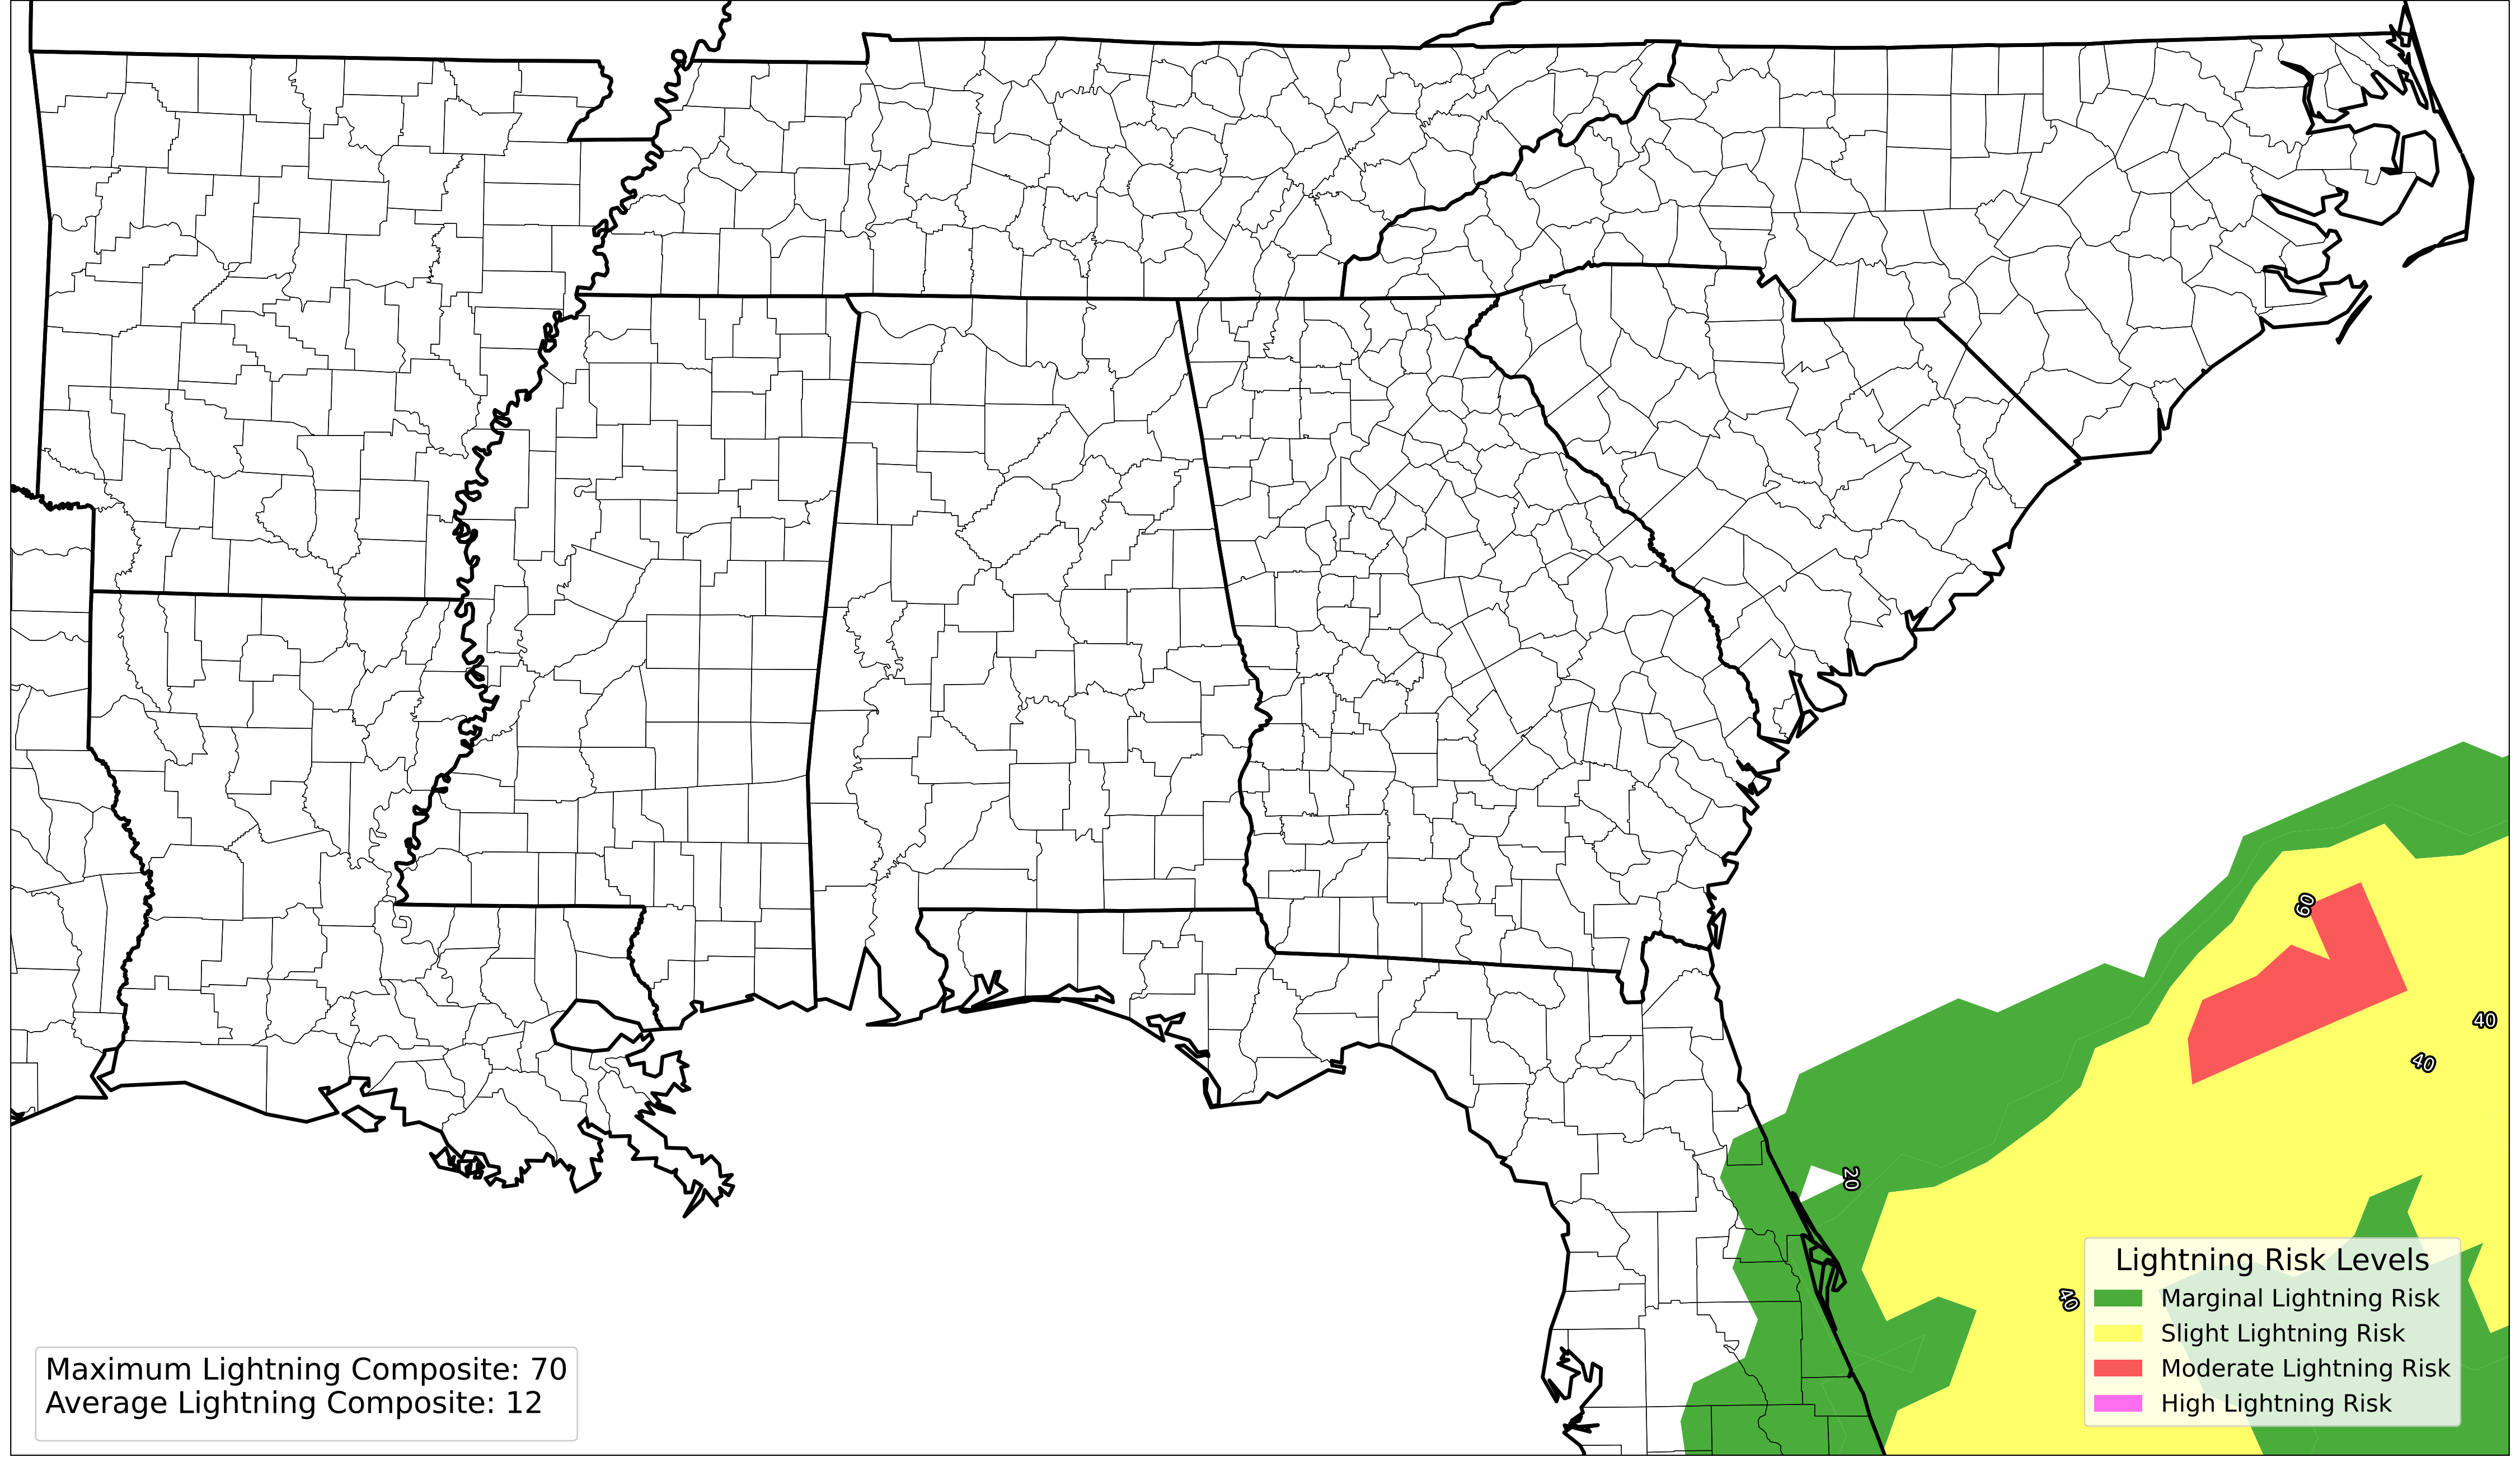 60
40
40
20
40
Lightning Risk Levels
Marginal Lightning Risk
Slight Lightning Risk
Moderate Lightning Risk
High Lightning Risk
Maximum Lightning Composite: 70
Average Lightning Composite: 12